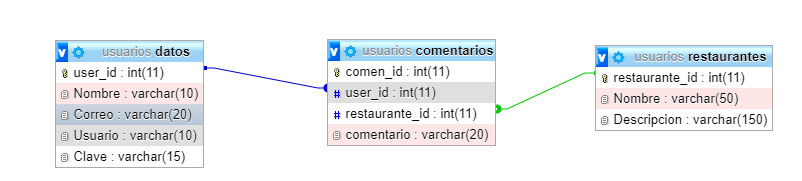 usuarios datos
user_id : int(11)
Nombre : varchar(10)
Correo : varchar(20)
Usuario : varchar(10)
Clave : varchar(15)
usuarios comentarios
comen_id : int(11)
user_id : int(11)
restaurante_id : int(11)
comentario : varchar(20)
usuarios restaurantes
restaurante_id : int(11)
Nombre : varchar(50)
Descripcion : varchar(150)